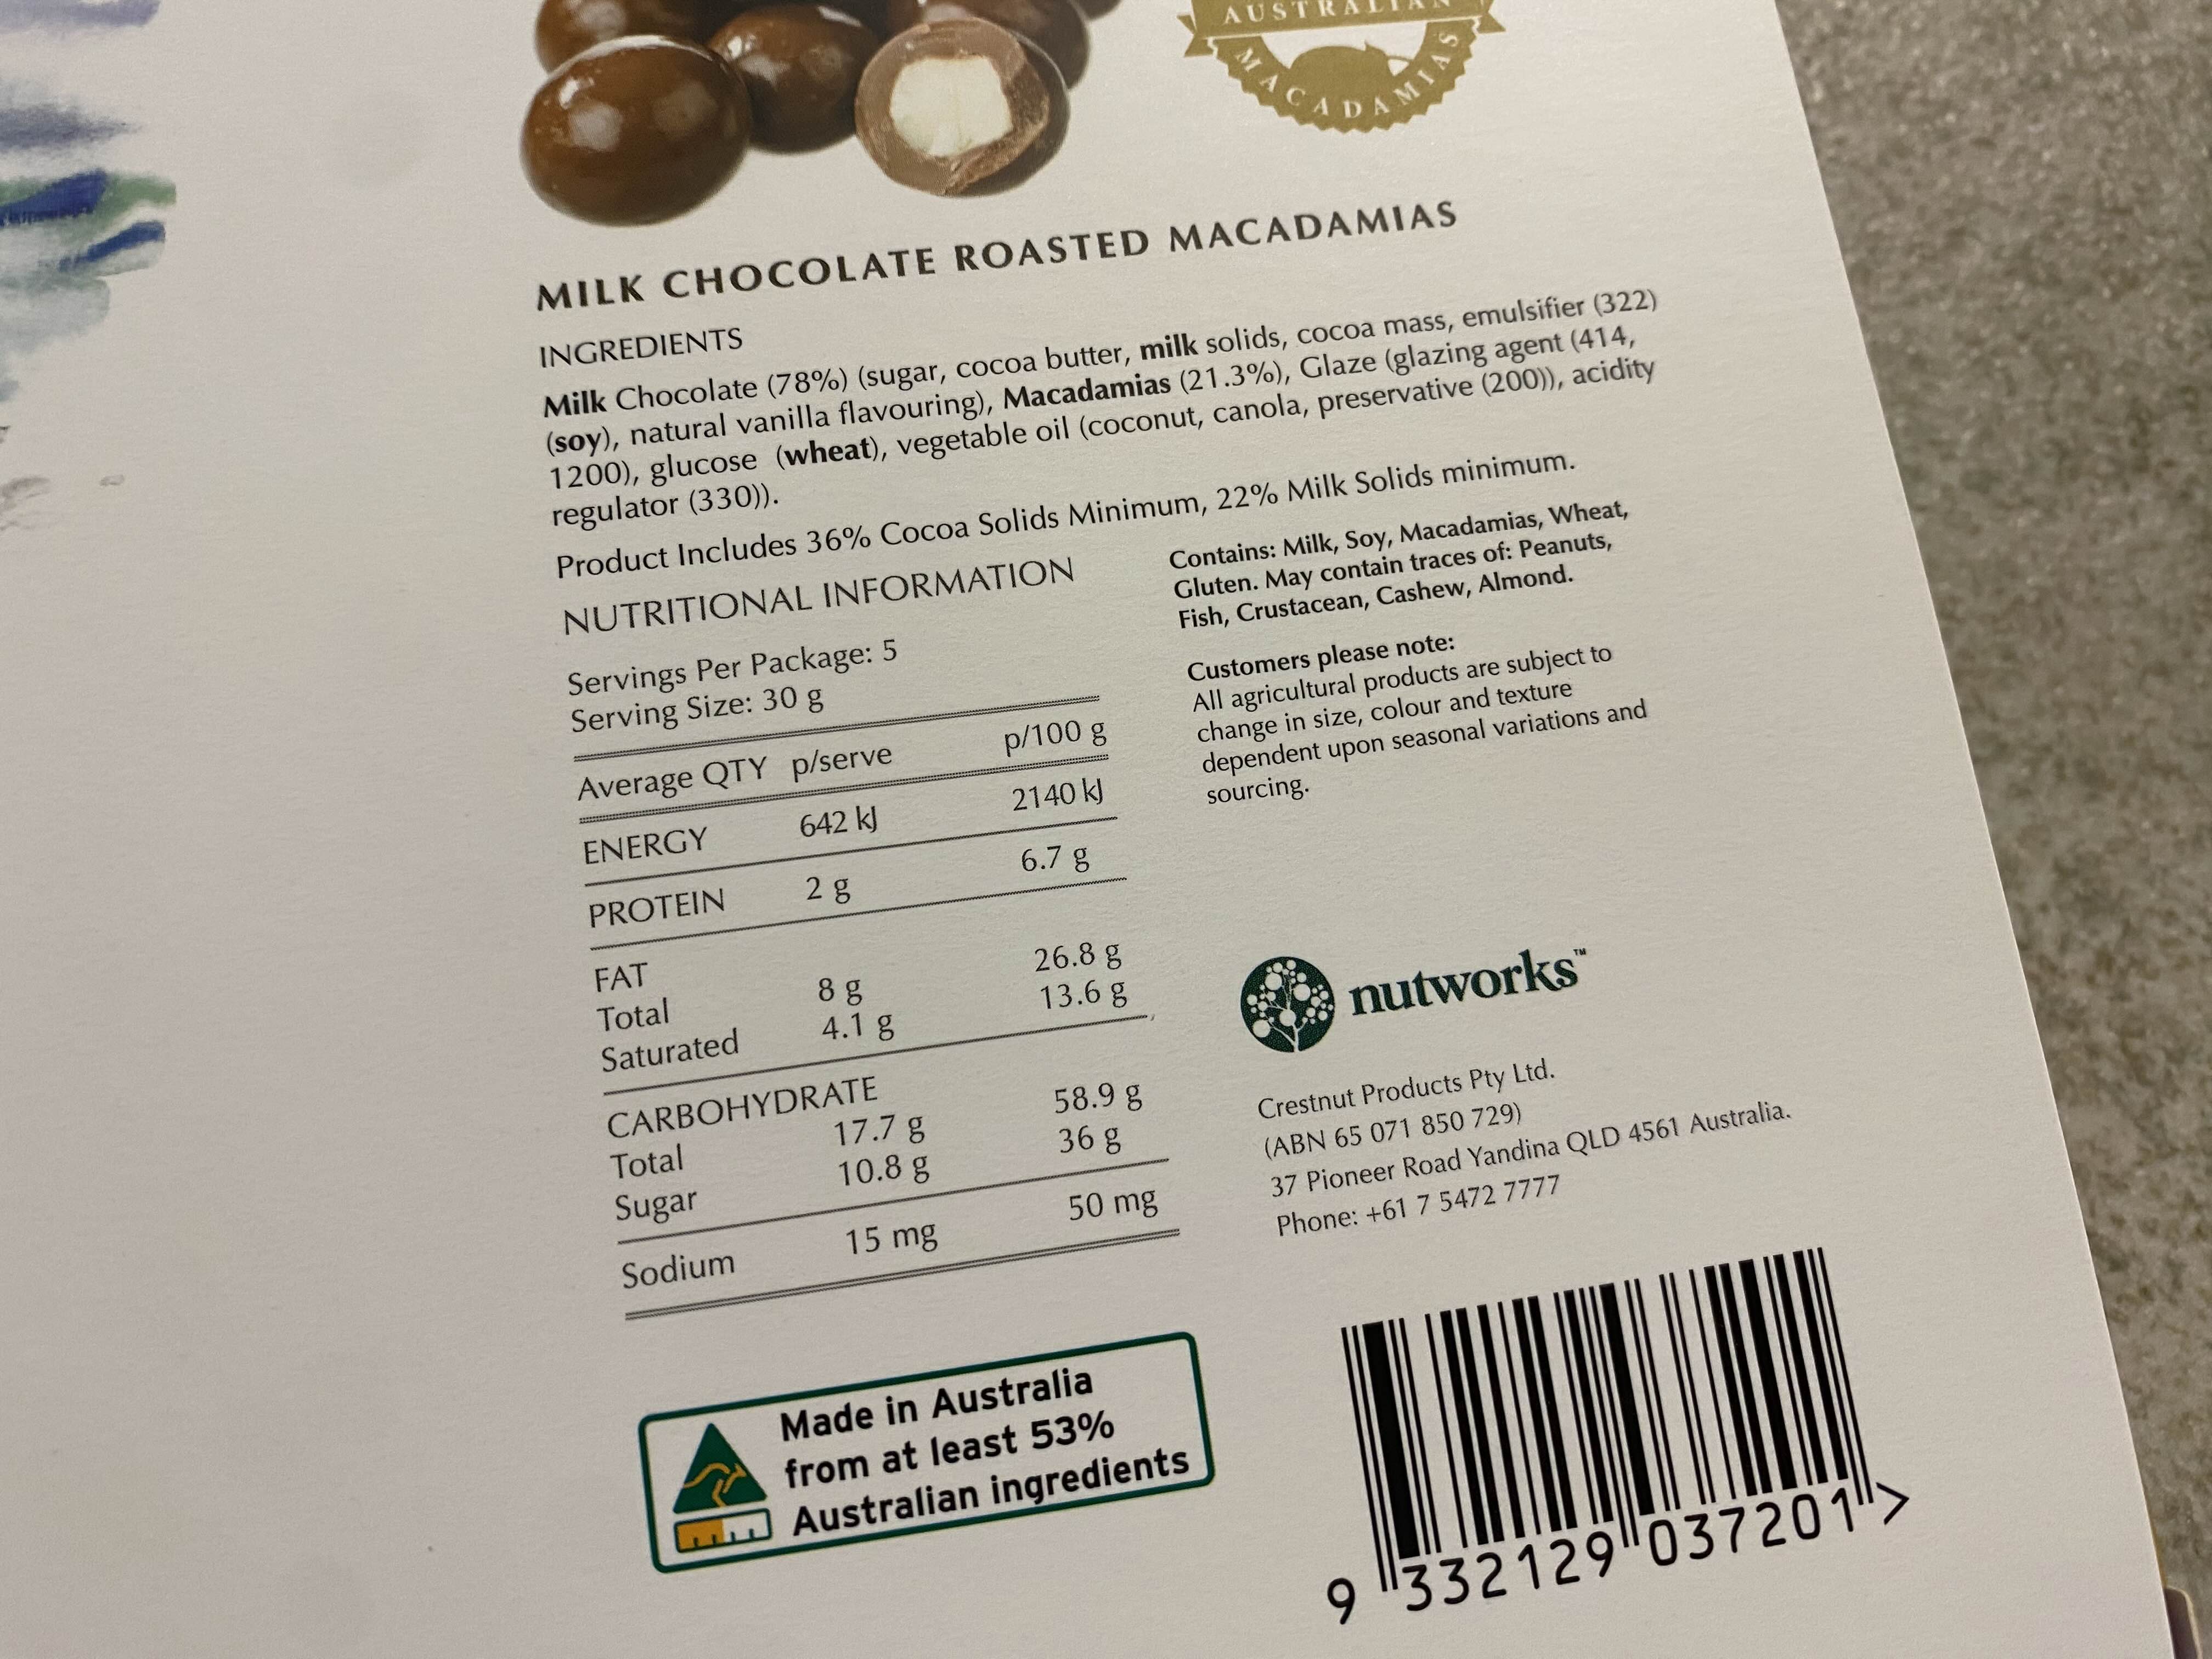 AUSTRALIAN
MACADAMIAS
MILK CHOCOLATE ROASTED MACADAMIAS
INGREDIENTS
Milk Chocolate (78%) (sugar, cocoa butter, milk solids, cocoa mass, emulsifier (322)
(soy), natural vanilla flavouring), Macadamias (21.3%), Glaze (glazing agent (414,
1200), glucose (wheat), vegetable oil (coconut, canola, preservative (200)), acidity
regulator (330)).
Product Includes 36% Cocoa Solids Minimum, 22% Milk Solids minimum.
NUTRITIONAL INFORMATION
Servings Per Package: 5
Serving Size: 30 g
Average QTY p/serve p/100 g
ENERGY 642 kJ 2140 kJ
PROTEIN 2 g 6.7 g
FAT
Total 8 g 26.8 g
Saturated 4.1 g 13.6 g
CARBOHYDRATE
Total 17.7 g 58.9 g
Sugar 10.8 g 36 g
Sodium 15 mg 50 mg
Contains: Milk, Soy, Macadamias, Wheat,
Gluten. May contain traces of: Peanuts,
Fish, Crustacean, Cashew, Almond.
Customers please note:
All agricultural products are subject to
change in size, colour and texture
dependent upon seasonal variations and
sourcing.
nutworks™
Crestnut Products Pty Ltd.
(ABN 65 071 850 729)
37 Pioneer Road Yandina QLD 4561 Australia.
Phone: +61 7 5472 7777
Made in Australia
from at least 53%
Australian ingredients
9 332129 037201 >